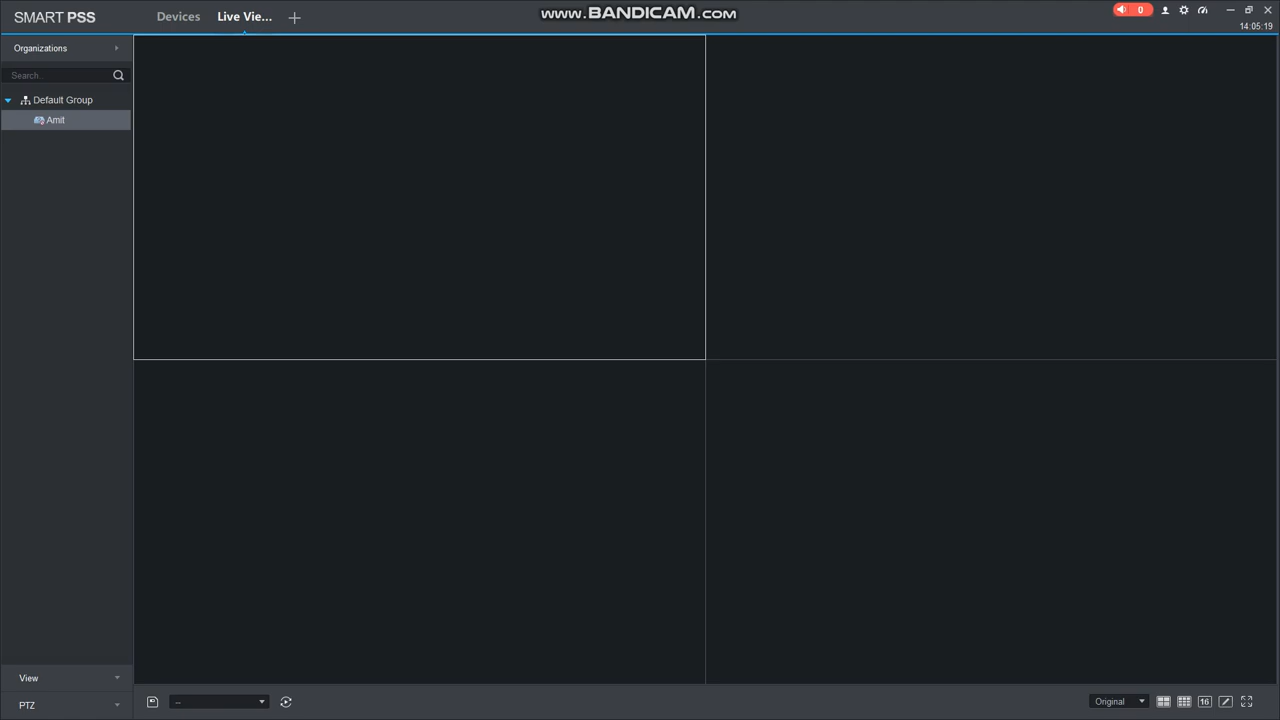 SMART PSS
Devices
Live Vie...
www.BANDICAM.com
0
14:05:19
Organizations
Search...
Default Group
Amit
View
PTZ
--
Original
16